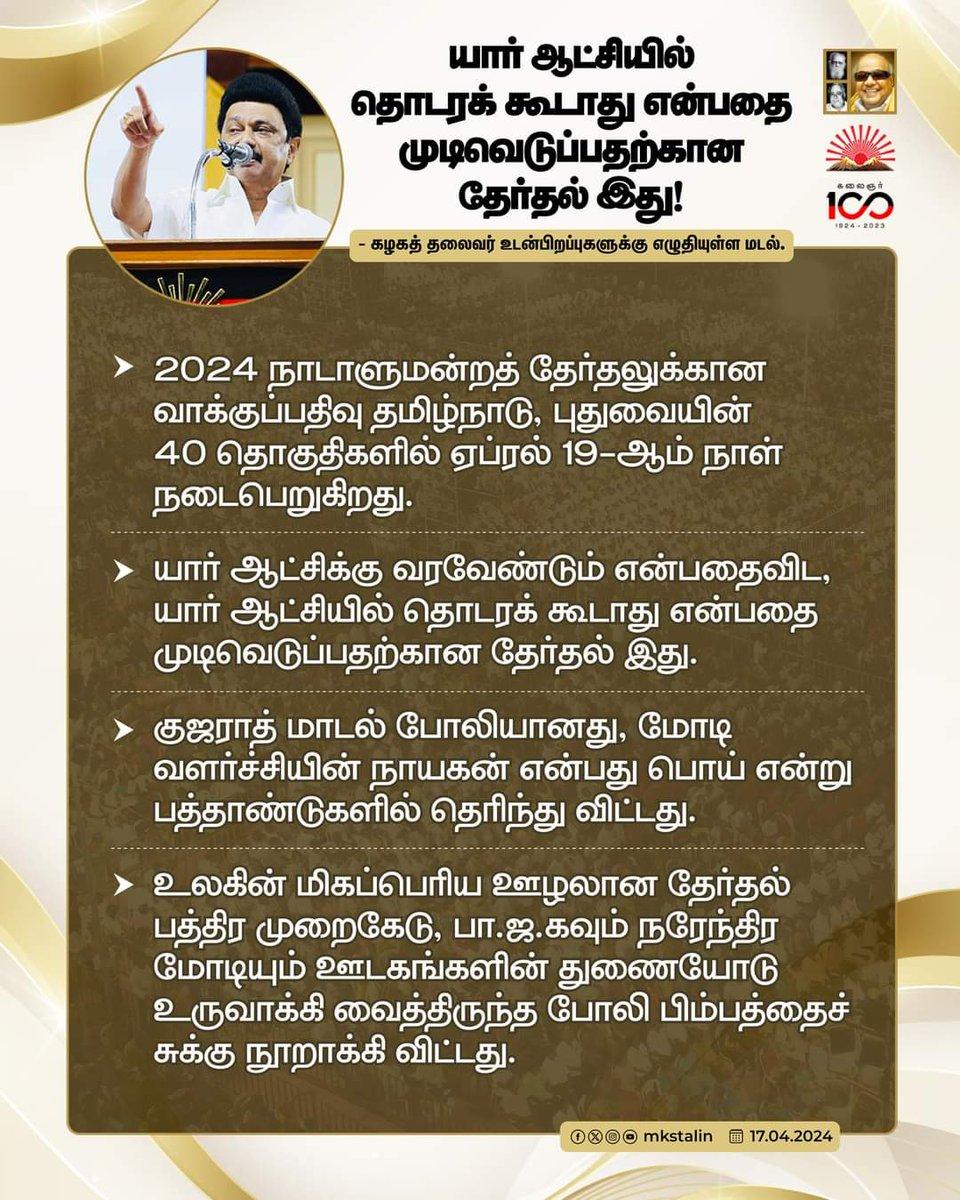 யார் ஆட்சியில்
தொடரக் கூடாது என்பதை
முடிவெடுப்பதற்கான
தேர்தல் இது!
- கழகத் தலைவர் உடன்பிறப்புகளுக்கு எழுதியுள்ள மடல்.
கலைஞர்
100
1924 - 2023
➤ 2024 நாடாளுமன்றத் தேர்தலுக்கான
வாக்குப்பதிவு தமிழ்நாடு, புதுவையின்
40 தொகுதிகளில் ஏப்ரல் 19-ஆம் நாள்
நடைபெறுகிறது.
➤ யார் ஆட்சிக்கு வரவேண்டும் என்பதைவிட,
யார் ஆட்சியில் தொடரக் கூடாது என்பதை
முடிவெடுப்பதற்கான தேர்தல் இது.
➤ குஜராத் மாடல் போலியானது, மோடி
வளர்ச்சியின் நாயகன் என்பது பொய் என்று
பத்தாண்டுகளில் தெரிந்து விட்டது.
➤ உலகின் மிகப்பெரிய ஊழலான தேர்தல்
பத்திர முறைகேடு, பா.ஜ.கவும் நரேந்திர
மோடியும் ஊடகங்களின் துணையோடு
உருவாக்கி வைத்திருந்த போலி பிம்பத்தைச்
சுக்கு நூறாக்கி விட்டது.
mkstalin 17.04.2024